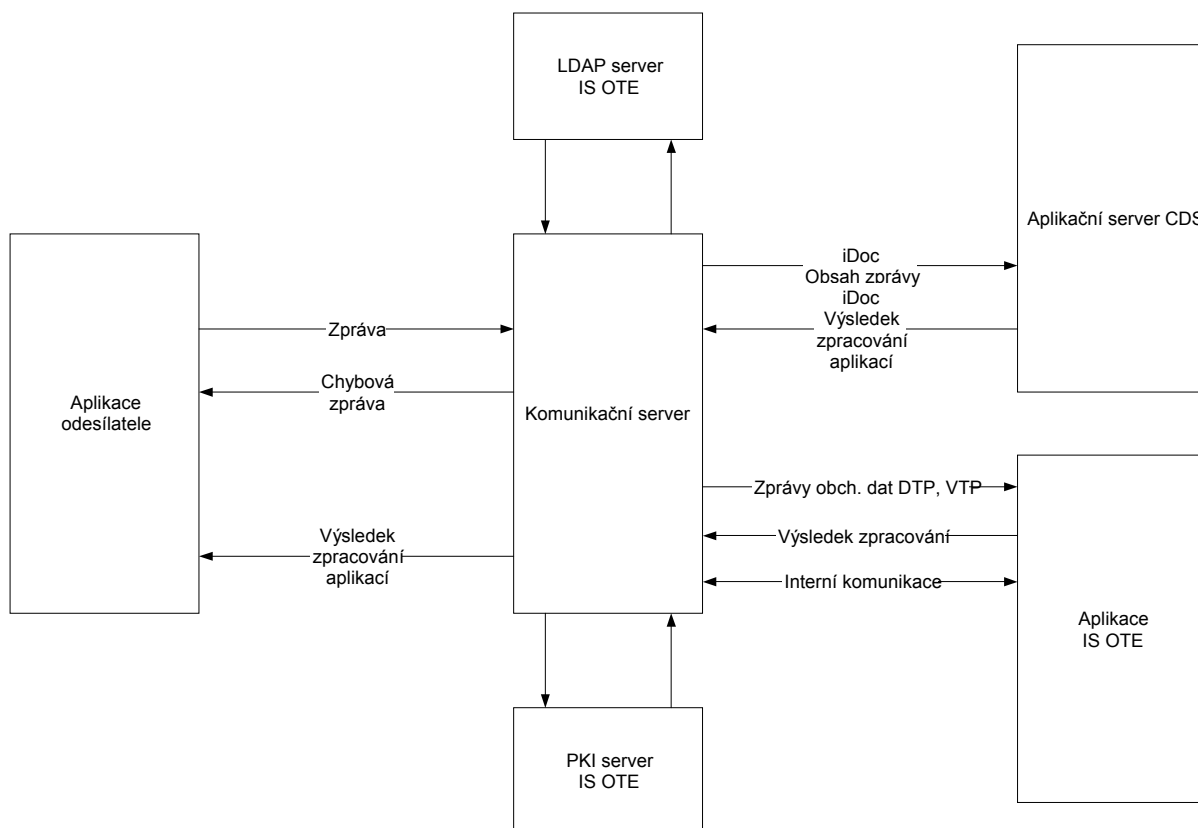 LDAP server
IS OTE
Aplikační server CDS
iDoc
Obsah zprávy
iDoc
Výsledek
zpracování
aplikací
Zpráva
Chybová
zpráva
Aplikace
odesílatele
Komunikační server
Výsledek
zpracování
aplikací
Zprávy obch. dat DTP, VTP
Výsledek zpracování
Interní komunikace
Aplikace
IS OTE
PKI server
IS OTE